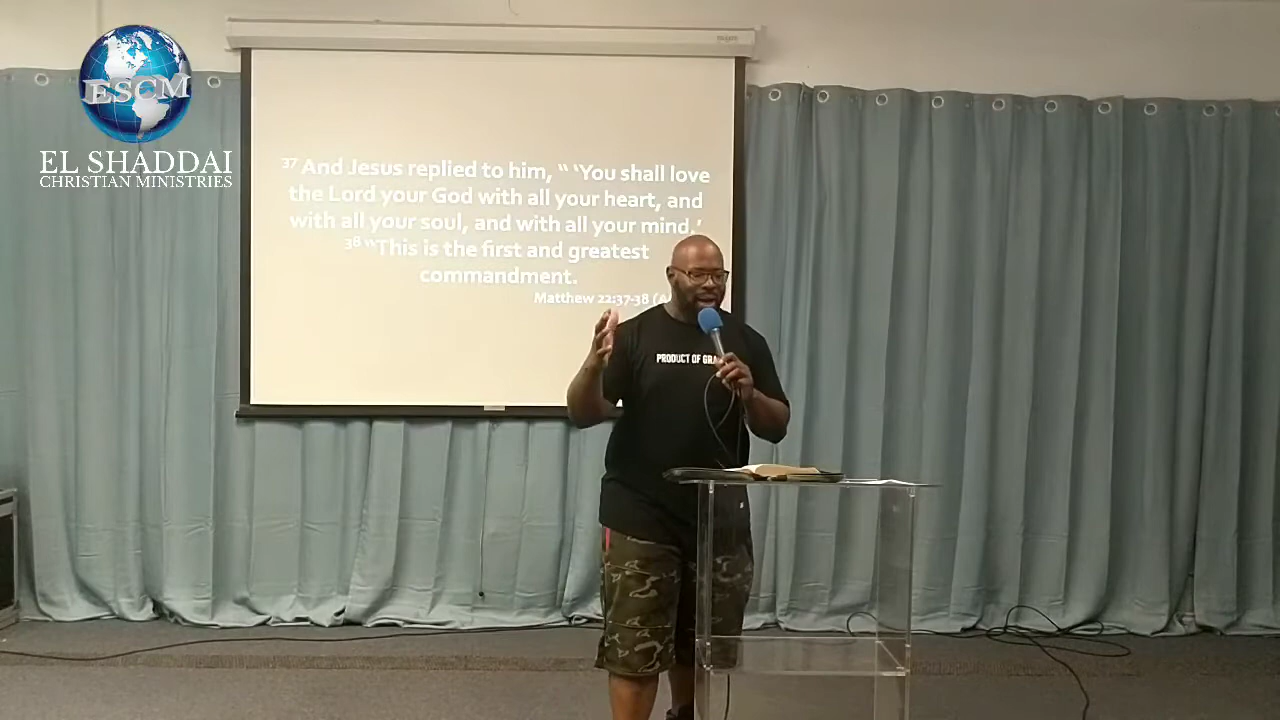 ESCM
EL SHADDAI
CHRISTIAN MINISTRIES
37 And Jesus replied to him, “ ‘You shall love
the Lord your God with all your heart, and
with all your soul, and with all your mind.’
38 “This is the first and greatest
commandment.
Matthew 22:37-38 (A
PRODUCT OF GRA